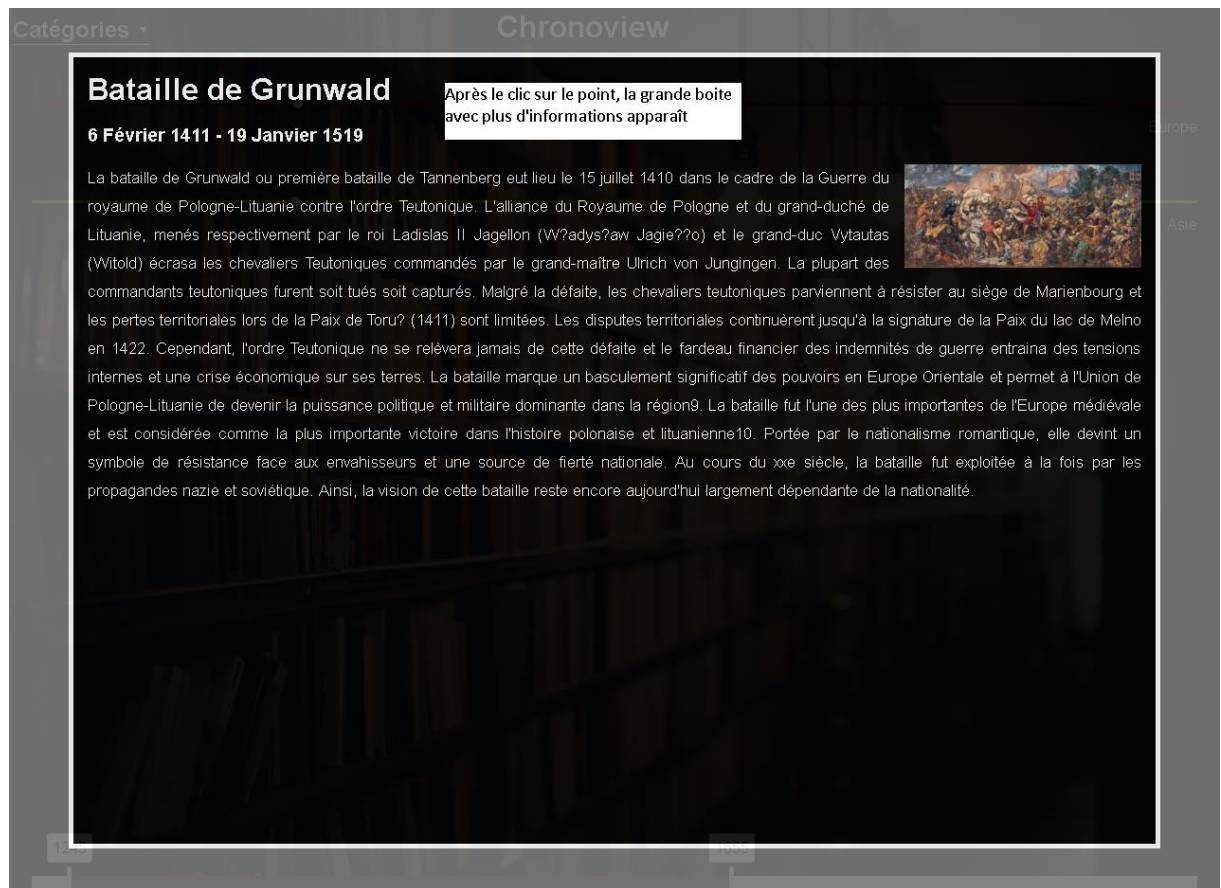 Catégories
Chronoview
Bataille de Grunwald
Après le clic sur le point, la grande boite
avec plus d'informations apparaît
6 Février 1411 - 19 Janvier 1519
Europe
La bataille de Grunwald ou première bataille de Tannenberg eut lieu le 15 juillet 1410 dans le cadre de la Guerre du
royaume de Pologne-Lituanie contre l'ordre Teutonique. L'alliance du Royaume de Pologne et du grand-duché de
Lituanie, menés respectivement par le roi Ladislas II Jagellon (W?adys?aw Jagie??o) et le grand-duc Vytautas
(Witold) écrasa les chevaliers Teutoniques commandés par le grand-maître Ulrich von Jungingen. La plupart des
Asie
commandants teutoniques furent soit tués soit capturés. Malgré la défaite, les chevaliers teutoniques parviennent à résister au siège de Marienbourg et
les pertes territoriales lors de la Paix de Toru? (1411) sont limitées. Les disputes territoriales continuèrent jusqu'à la signature de la Paix du lac de Melno
en 1422. Cependant, l'ordre Teutonique ne se relèvera jamais de cette défaite et le fardeau financier des indemnités de guerre entraina des tensions
internes et une crise économique sur ses terres. La bataille marque un basculement significatif des pouvoirs en Europe Orientale et permet à l'Union de
Pologne-Lituanie de devenir la puissance politique et militaire dominante dans la région9. La bataille fut l'une des plus importantes de l'Europe médiévale
et est considérée comme la plus importante victoire dans l'histoire polonaise et lituanienne10. Portée par le nationalisme romantique, elle devint un
symbole de résistance face aux envahisseurs et une source de fierté nationale. Au cours du xxe siècle, la bataille fut exploitée à la fois par les
propagandes nazie et soviétique. Ainsi, la vision de cette bataille reste encore aujourd'hui largement dépendante de la nationalité.